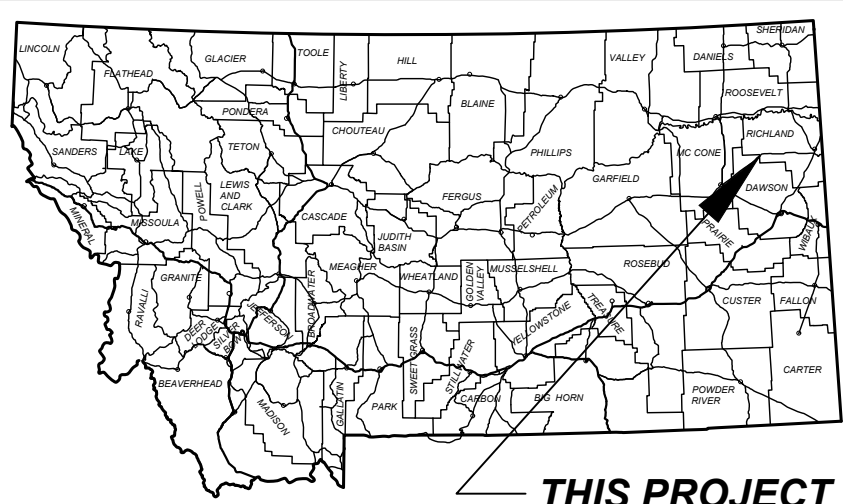 SHERIDAN
LINCOLN
GLACIER
TOOLE
LIBERTY
HILL
VALLEY
DANIELS
FLATHEAD
ROOSEVELT
BLAINE
PONDERA
CHOUTEAU
RICHLAND
SANDERS
LAKE
TETON
PHILLIPS
MC CONE
GARFIELD
DAWSON
POWELL
LEWIS
AND
CLARK
FERGUS
PETROLEUM
MINERAL
MISSOULA
CASCADE
JUDITH
BASIN
PRAIRIE
WIBAUX
MEAGHER
WHEATLAND
GOLDEN
VALLEY
MUSSELSHELL
ROSEBUD
GRANITE
RAVALLI
BROADWATER
JEFFERSON
TREASURE
CUSTER
FALLON
DEER
LODGE
SILVER
BOW
YELLOWSTONE
SWEET GRASS
STILLWATER
BEAVERHEAD
MADISON
GALLATIN
PARK
CARBON
BIG HORN
POWDER
RIVER
CARTER
THIS PROJECT